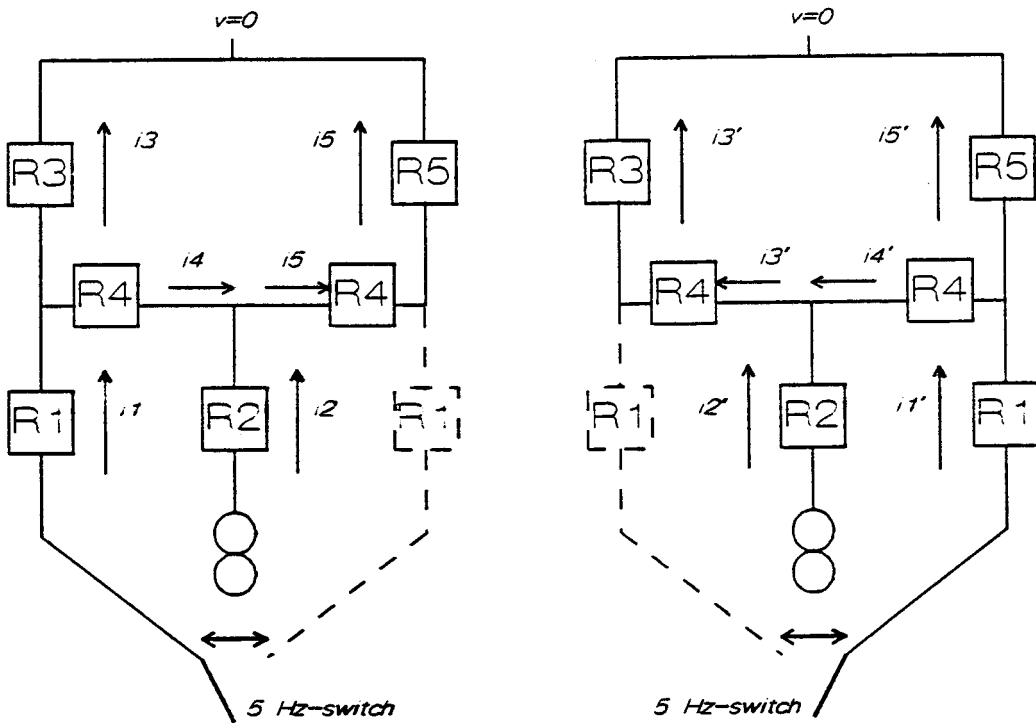 v=0
v=0
R3
i3
i5
R5
R3
i3'
i5'
R5
R4
i4
i5
R4
R4
i3'
i4'
R4
R1
i1
R2
i2
R1
R1
i2'
R2
i1'
R1
5 Hz-switch
5 Hz-switch